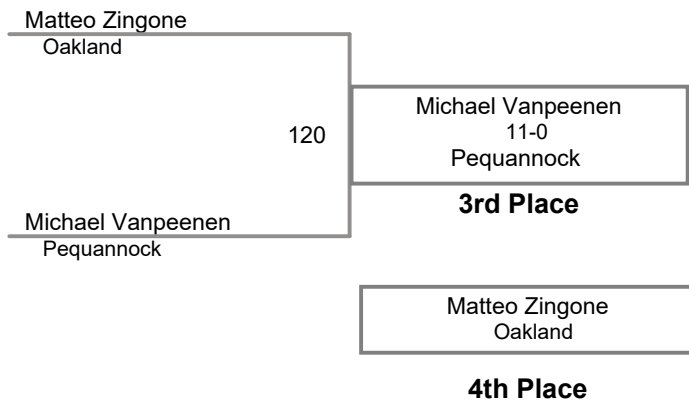 Matteo Zingone
Oakland
120
Michael Vanpeenen
11-0
Pequannock
3rd Place
Michael Vanpeenen
Pequannock
Matteo Zingone
Oakland
4th Place